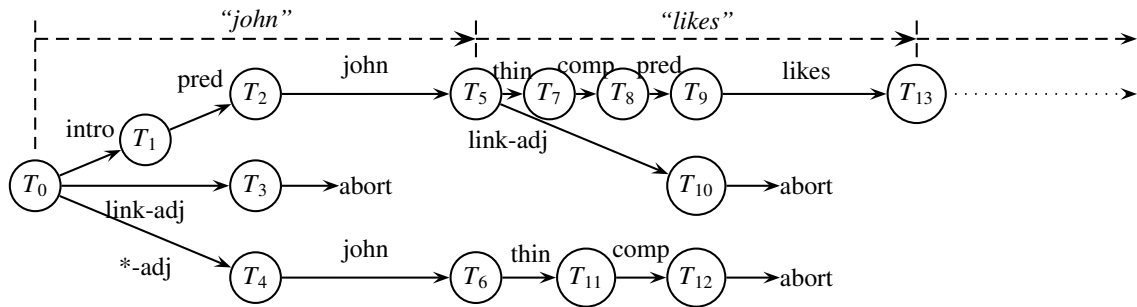 “john” “likes”
thin comp pred
john likes
pred
T2 T5 T7 T8 T9 T13
intro
T1
link-adj
T0 T3 abort T10 abort
link-adj
*-adj
john thin comp
T4 T6 T11 T12 abort